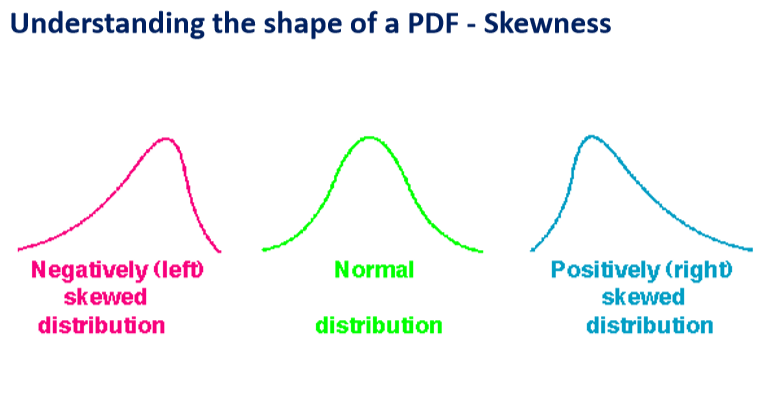 Understanding the shape of a PDF - Skewness
Negatively (left)
skewed
distribution
Normal
distribution
Positively (right)
skewed
distribution